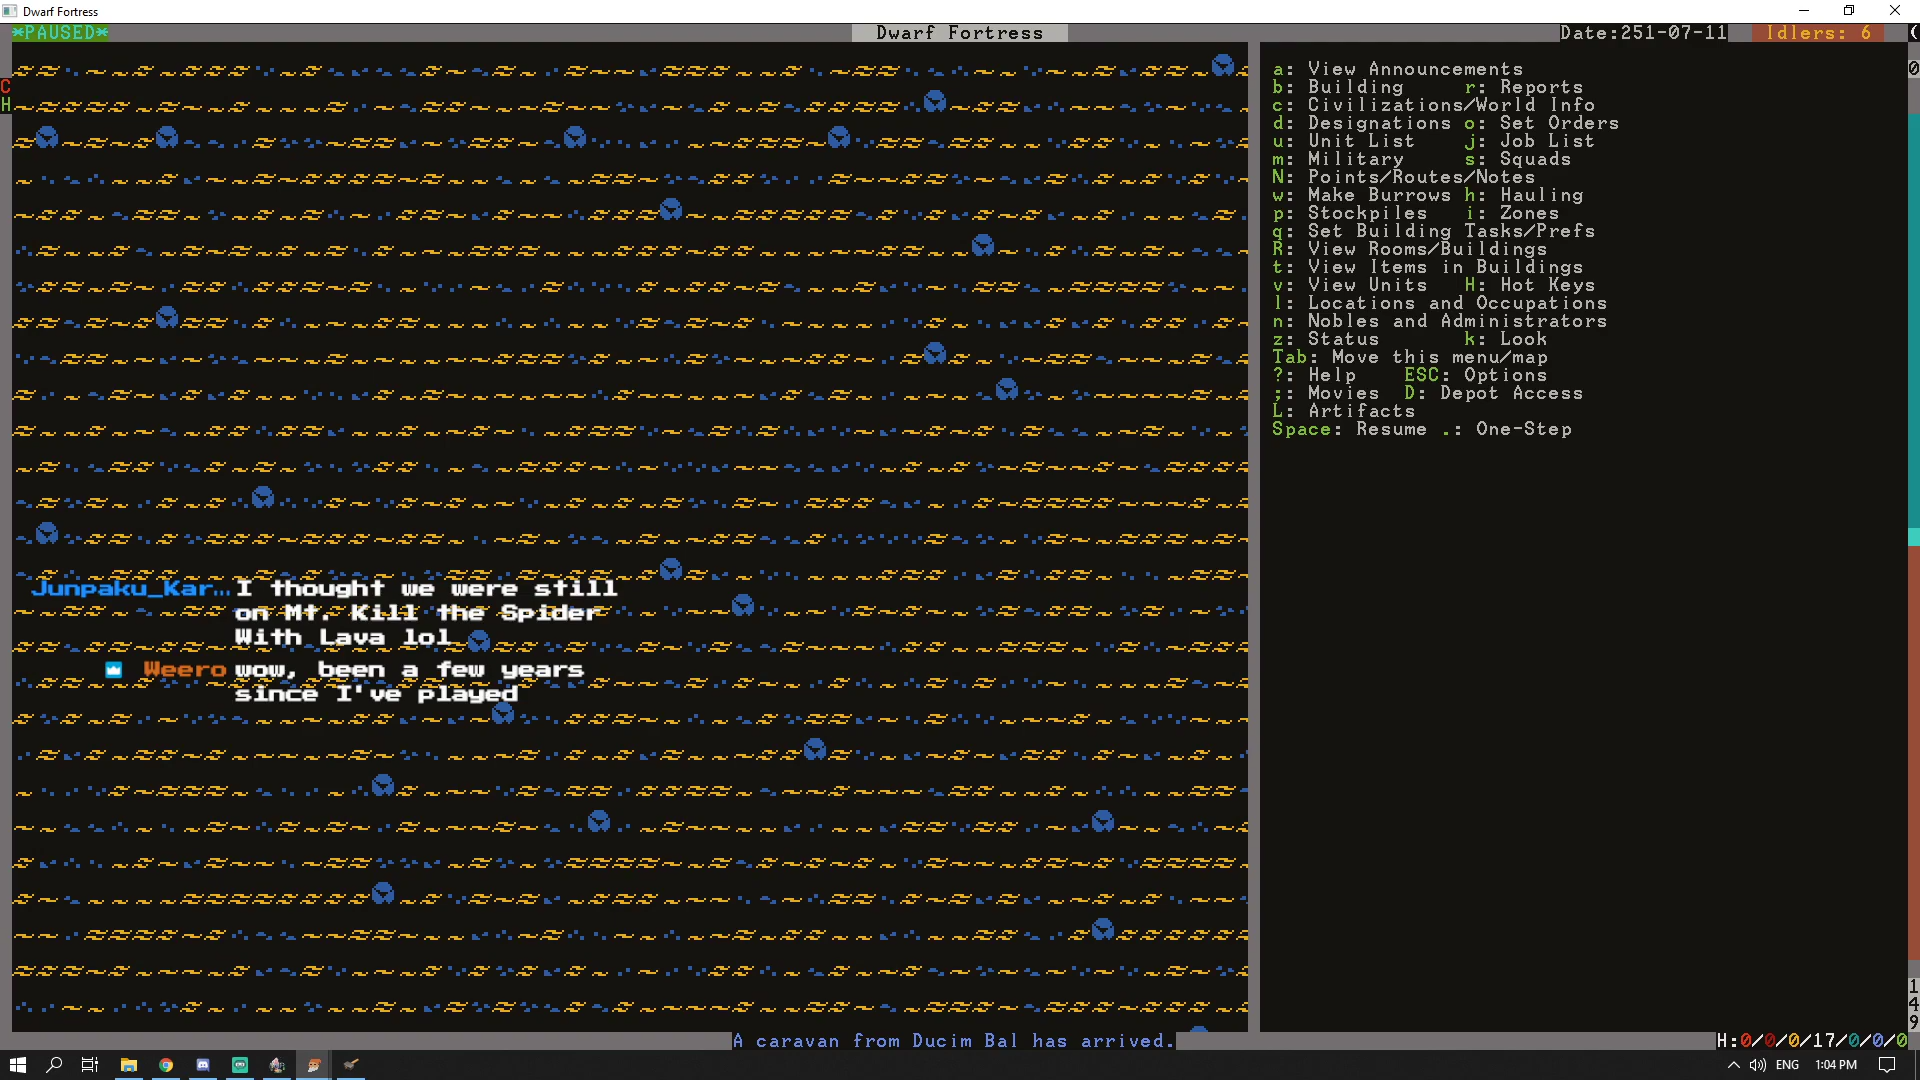 Dwarf Fortress
*PAUSED*
Dwarf Fortress
Date:251-07-11
Idlers: 6
C
H
0
a: View Announcements
b: Building r: Reports
c: Civilizations/World Info
d: Designations o: Set Orders
u: Unit List j: Job List
m: Military s: Squads
N: Points/Routes/Notes
w: Make Burrows h: Hauling
p: Stockpiles i: Zones
q: Set Building Tasks/Prefs
R: View Rooms/Buildings
t: View Items in Buildings
v: View Units H: Hot Keys
l: Locations and Occupations
n: Nobles and Administrators
z: Status k: Look
Tab: Move this menu/map
?: Help ESC: Options
;: Movies D: Depot Access
L: Artifacts
Space: Resume .: One-Step
Junpaku_Kar... I thought we were still
on Mt. Kill the Spider
With Lava lol
Weero wow, been a few years
since I've played
1
4
9
A caravan from Ducim Bal has arrived.
H:0/0/0/17/0/0/0
ENG
1:04 PM